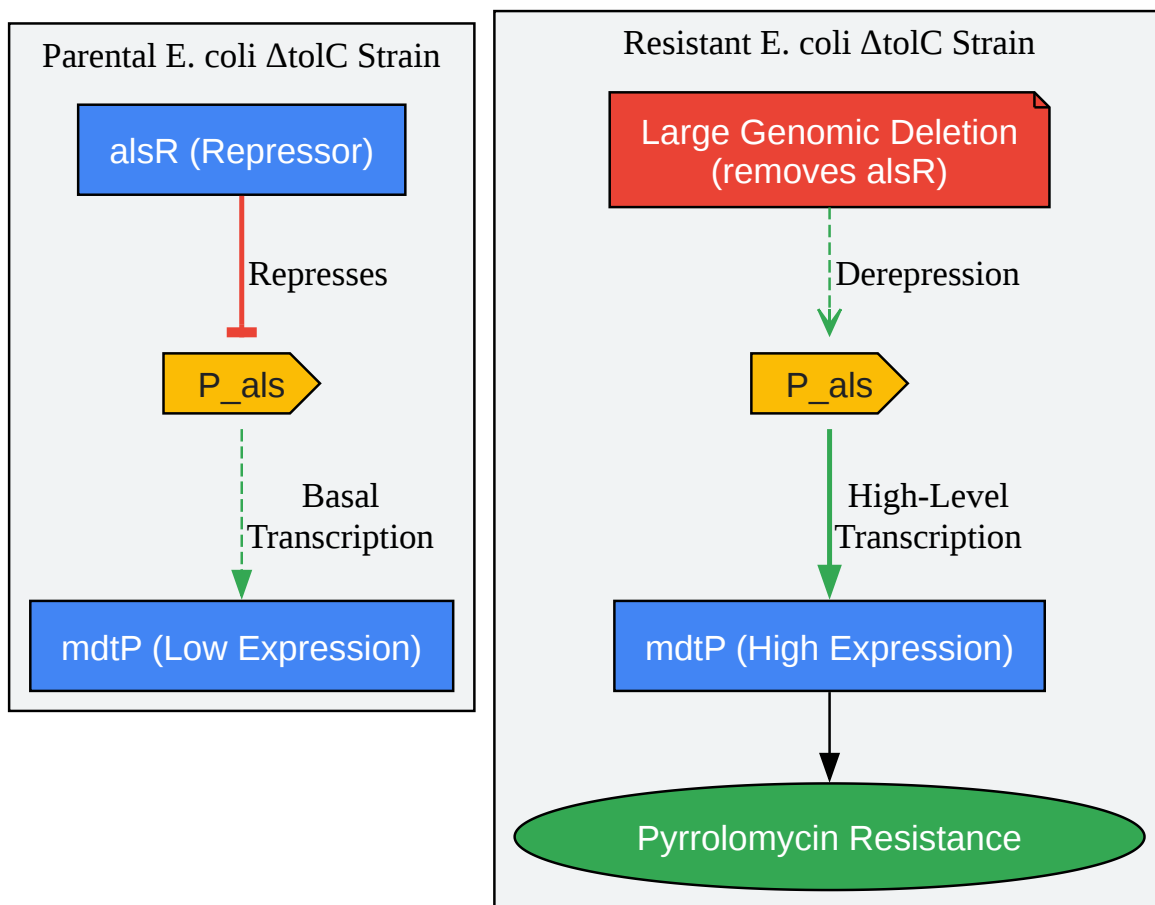 Parental E. coli ΔtolC Strain
alsR (Repressor)
Represses
P_als
Basal
Transcription
mdtP (Low Expression)
Resistant E. coli ΔtolC Strain
Large Genomic Deletion
(removes alsR)
Derepression
P_als
High-Level
Transcription
mdtP (High Expression)
Pyrrolomycin Resistance